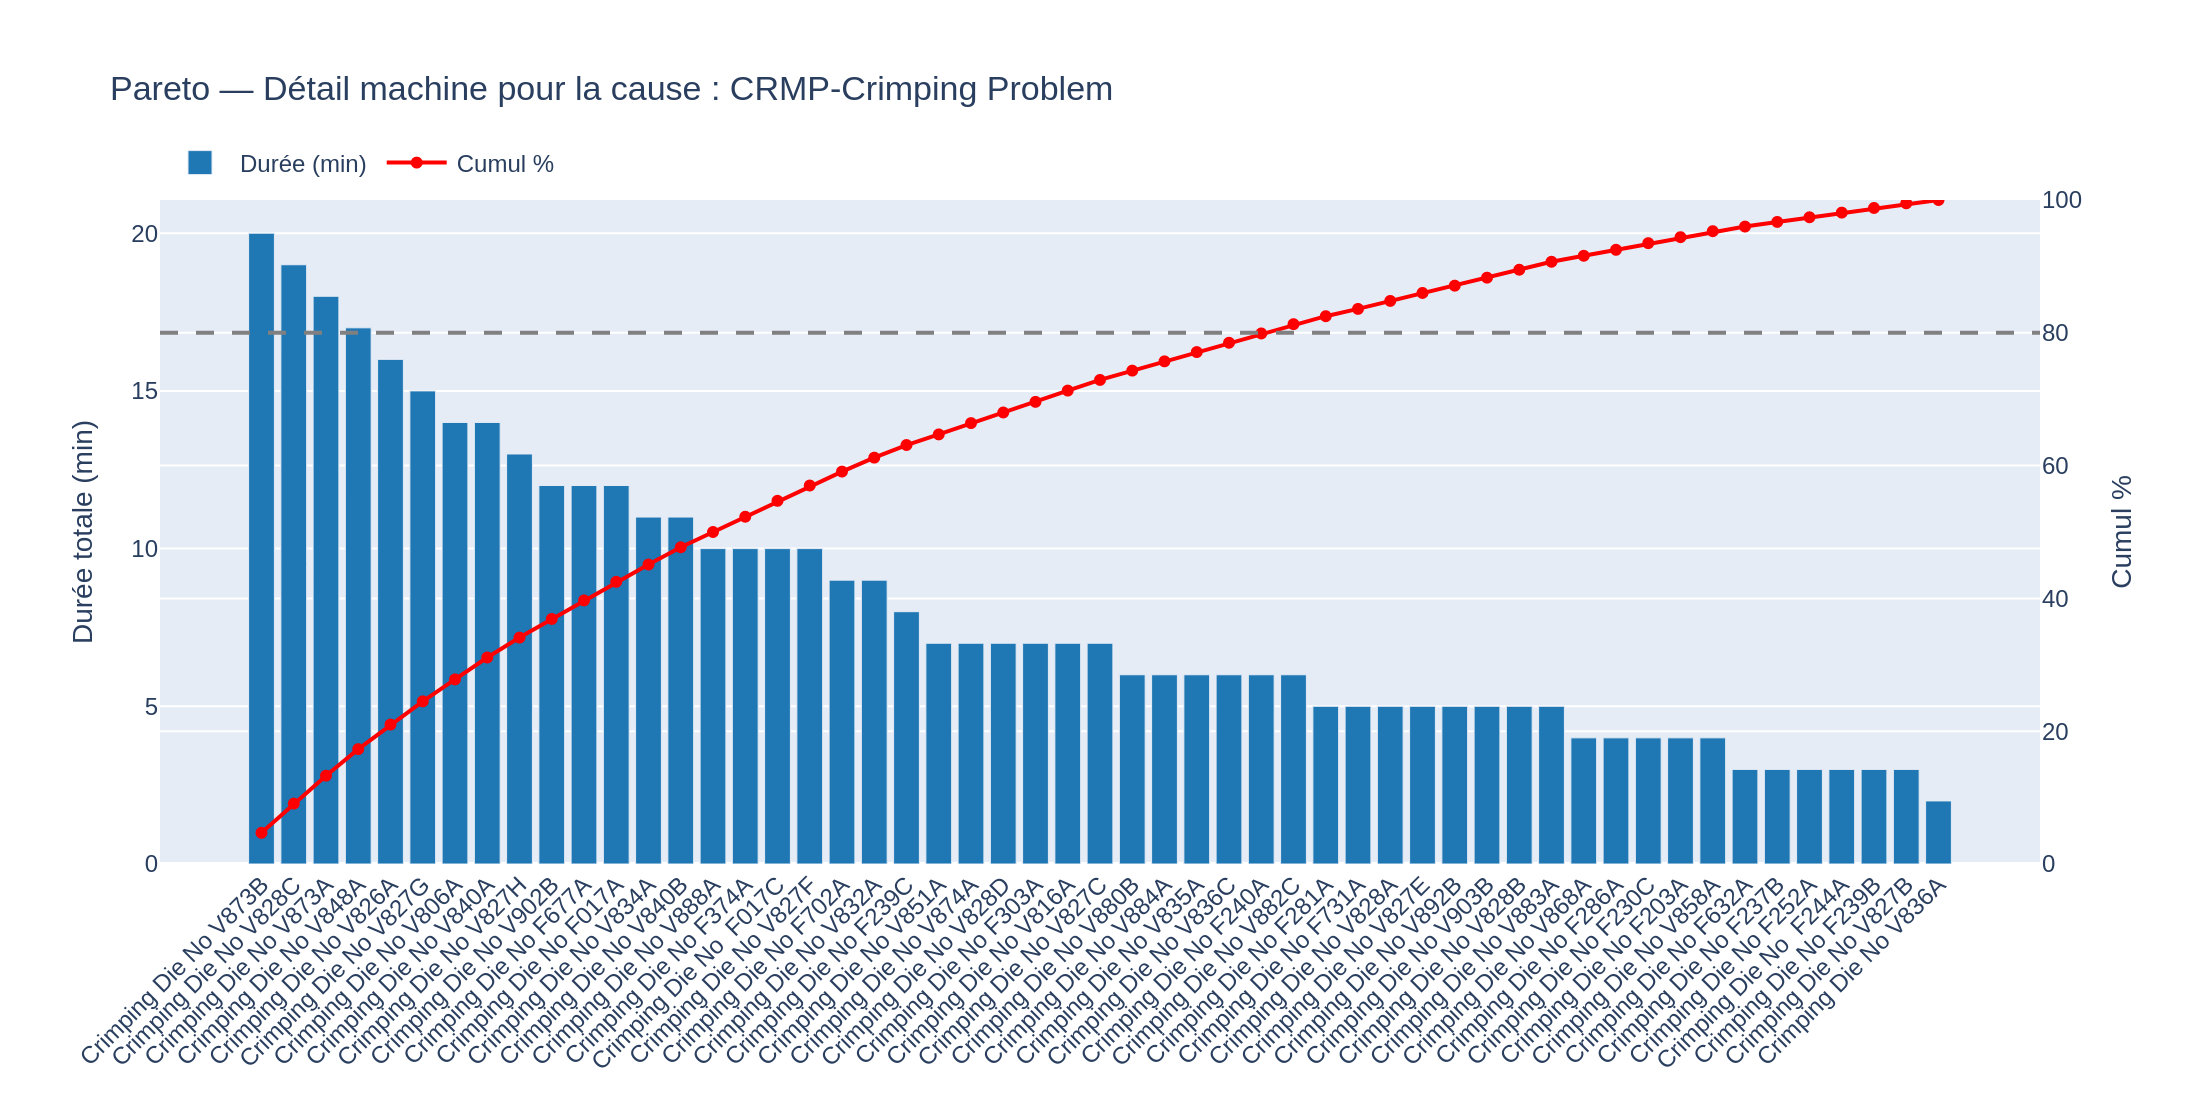 Pareto — Détail machine pour la cause : CRMP-Crimping Problem
Durée (min)
Cumul %
20
15
10
5
0
Durée totale (min)
100
80
60
40
20
0
Cumul %
Crimping Die No V873B
Crimping Die No V828C
Crimping Die No V873A
Crimping Die No V848A
Crimping Die No V826A
Crimping Die No V827G
Crimping Die No V806A
Crimping Die No V840A
Crimping Die No V827H
Crimping Die No V902B
Crimping Die No F677A
Crimping Die No F017A
Crimping Die No V834A
Crimping Die No V840B
Crimping Die No V888A
Crimping Die No F374A
Crimping Die No  F017C
Crimping Die No V827F
Crimping Die No F702A
Crimping Die No V832A
Crimping Die No F239C
Crimping Die No V851A
Crimping Die No V874A
Crimping Die No V828D
Crimping Die No F303A
Crimping Die No V816A
Crimping Die No V827C
Crimping Die No V880B
Crimping Die No V884A
Crimping Die No V835A
Crimping Die No V836C
Crimping Die No F240A
Crimping Die No V882C
Crimping Die No F281A
Crimping Die No F731A
Crimping Die No V828A
Crimping Die No V827E
Crimping Die No V892B
Crimping Die No V903B
Crimping Die No V828B
Crimping Die No V883A
Crimping Die No V868A
Crimping Die No F286A
Crimping Die No F230C
Crimping Die No F203A
Crimping Die No V858A
Crimping Die No F632A
Crimping Die No F237B
Crimping Die No F252A
Crimping Die No  F244A
Crimping Die No F239B
Crimping Die No V827B
Crimping Die No V836A